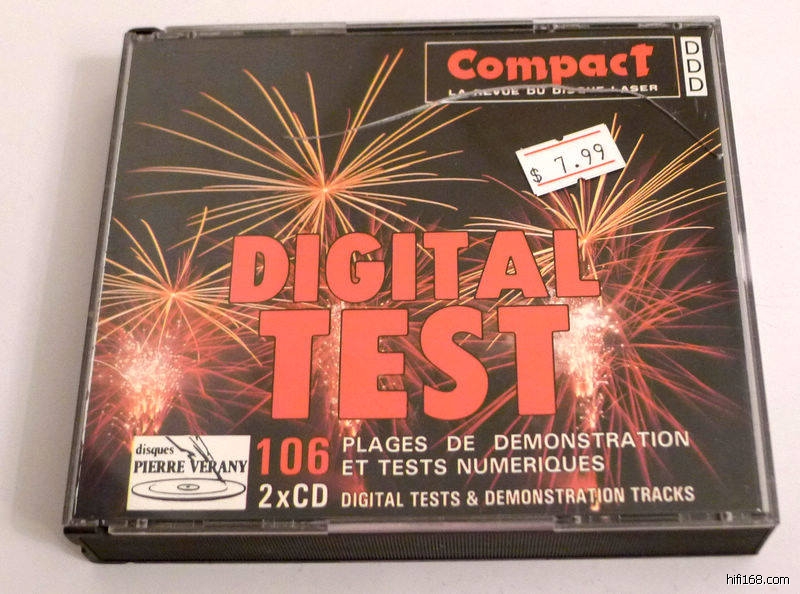 Compact
LA REVUE DU DISQUE LASER
DDD
$ 7.99
DIGITAL
TEST
disques
PIERRE VERANY
106 PLAGES DE DEMONSTRATION
ET TESTS NUMERIQUES
2xCD DIGITAL TESTS & DEMONSTRATION TRACKS
hifi168.com